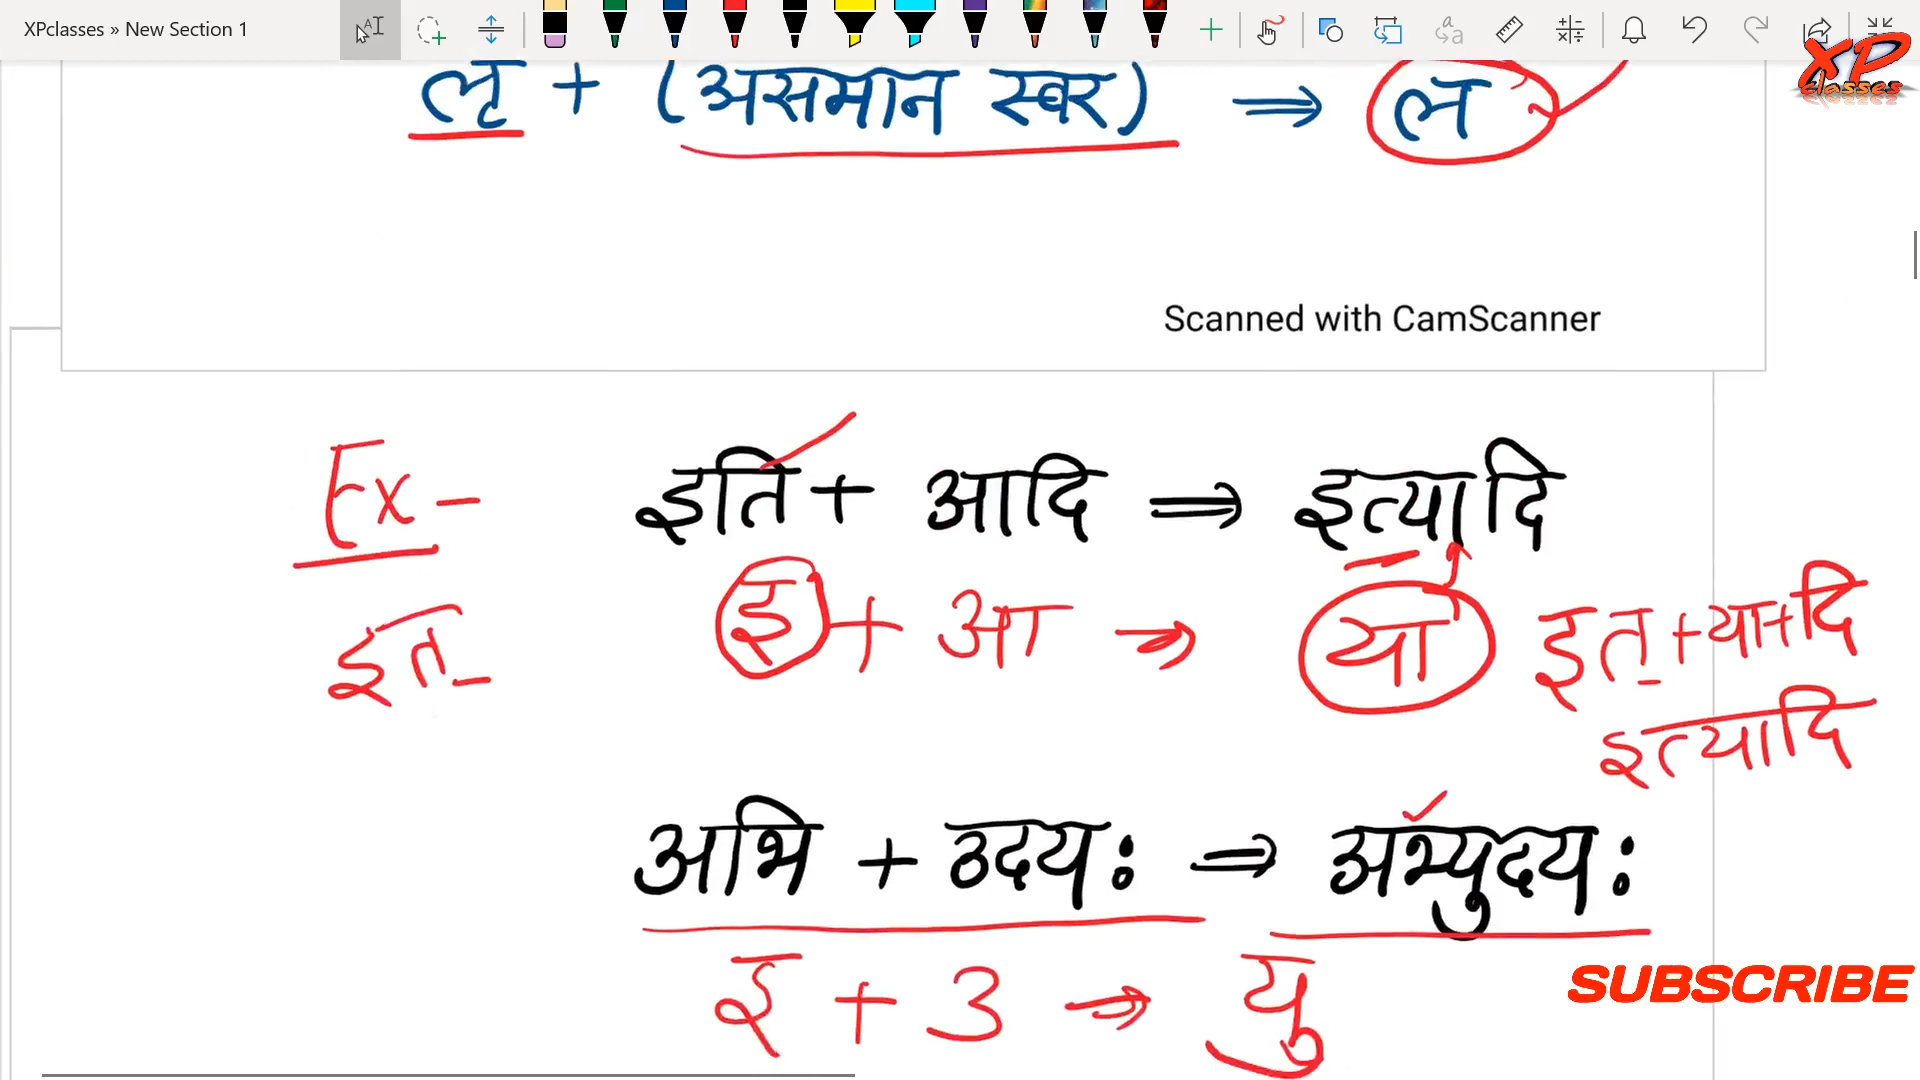 XPclasses » New Section 1
XP
classes
लृ + (असमान स्वर) ⇒ ल
Scanned with CamScanner
Ex - इति + आदि ⇒ इत्यादि
इ + आ → या
इत् इत् + या + दि
इत्यादि
अभि + उदय: ⇒ अभ्युदय:
इ + उ → यु
SUBSCRIBE